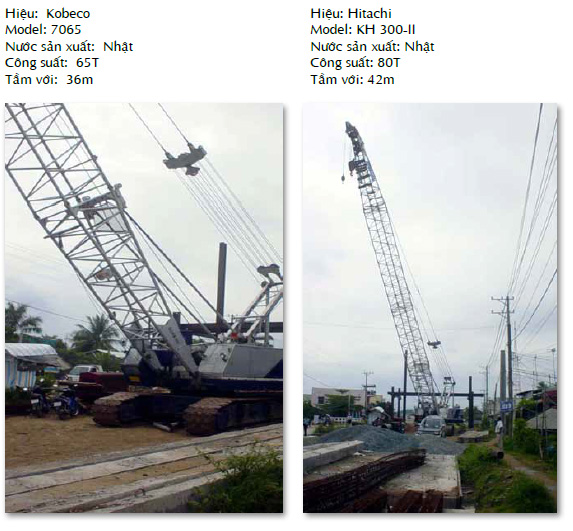 Hiệu: Kobeco
Model: 7065
Nước sản xuất: Nhật
Công suất: 65T
Tầm với: 36m
Hiệu: Hitachi
Model: KH 300-II
Nước sản xuất: Nhật
Công suất: 80T
Tầm với: 42m